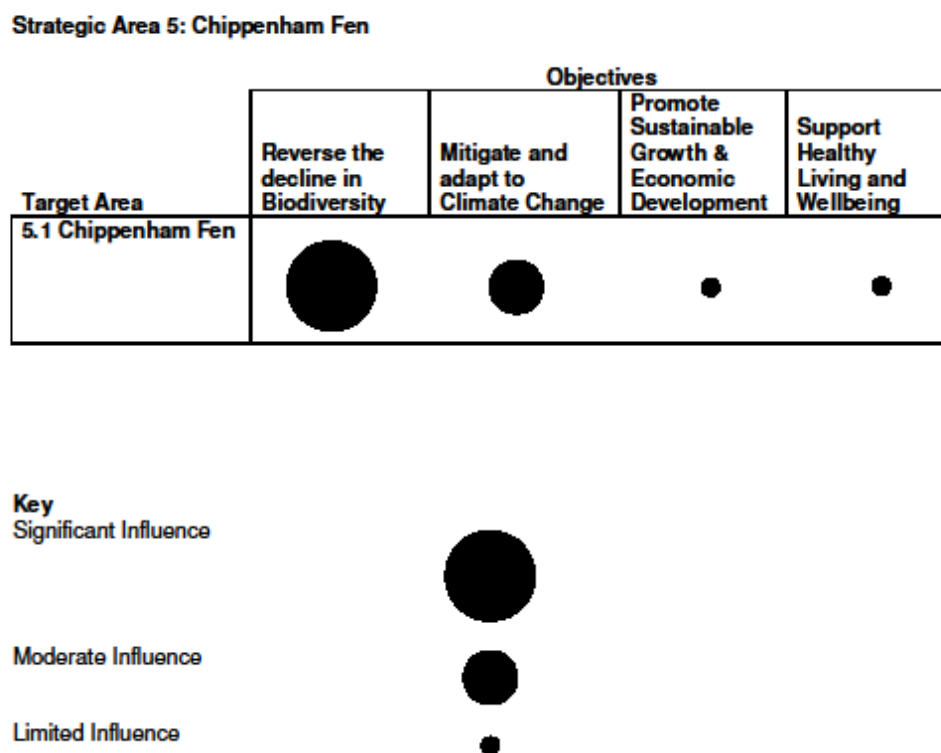 Strategic Area 5: Chippenham Fen
Objectives
Target Area
Reverse the
decline in
Biodiversity
Mitigate and
adapt to
Climate Change
Promote
Sustainable
Growth &
Economic
Development
Support
Healthy
Living and
Wellbeing
5.1 Chippenham Fen
Key
Significant Influence
Moderate Influence
Limited Influence